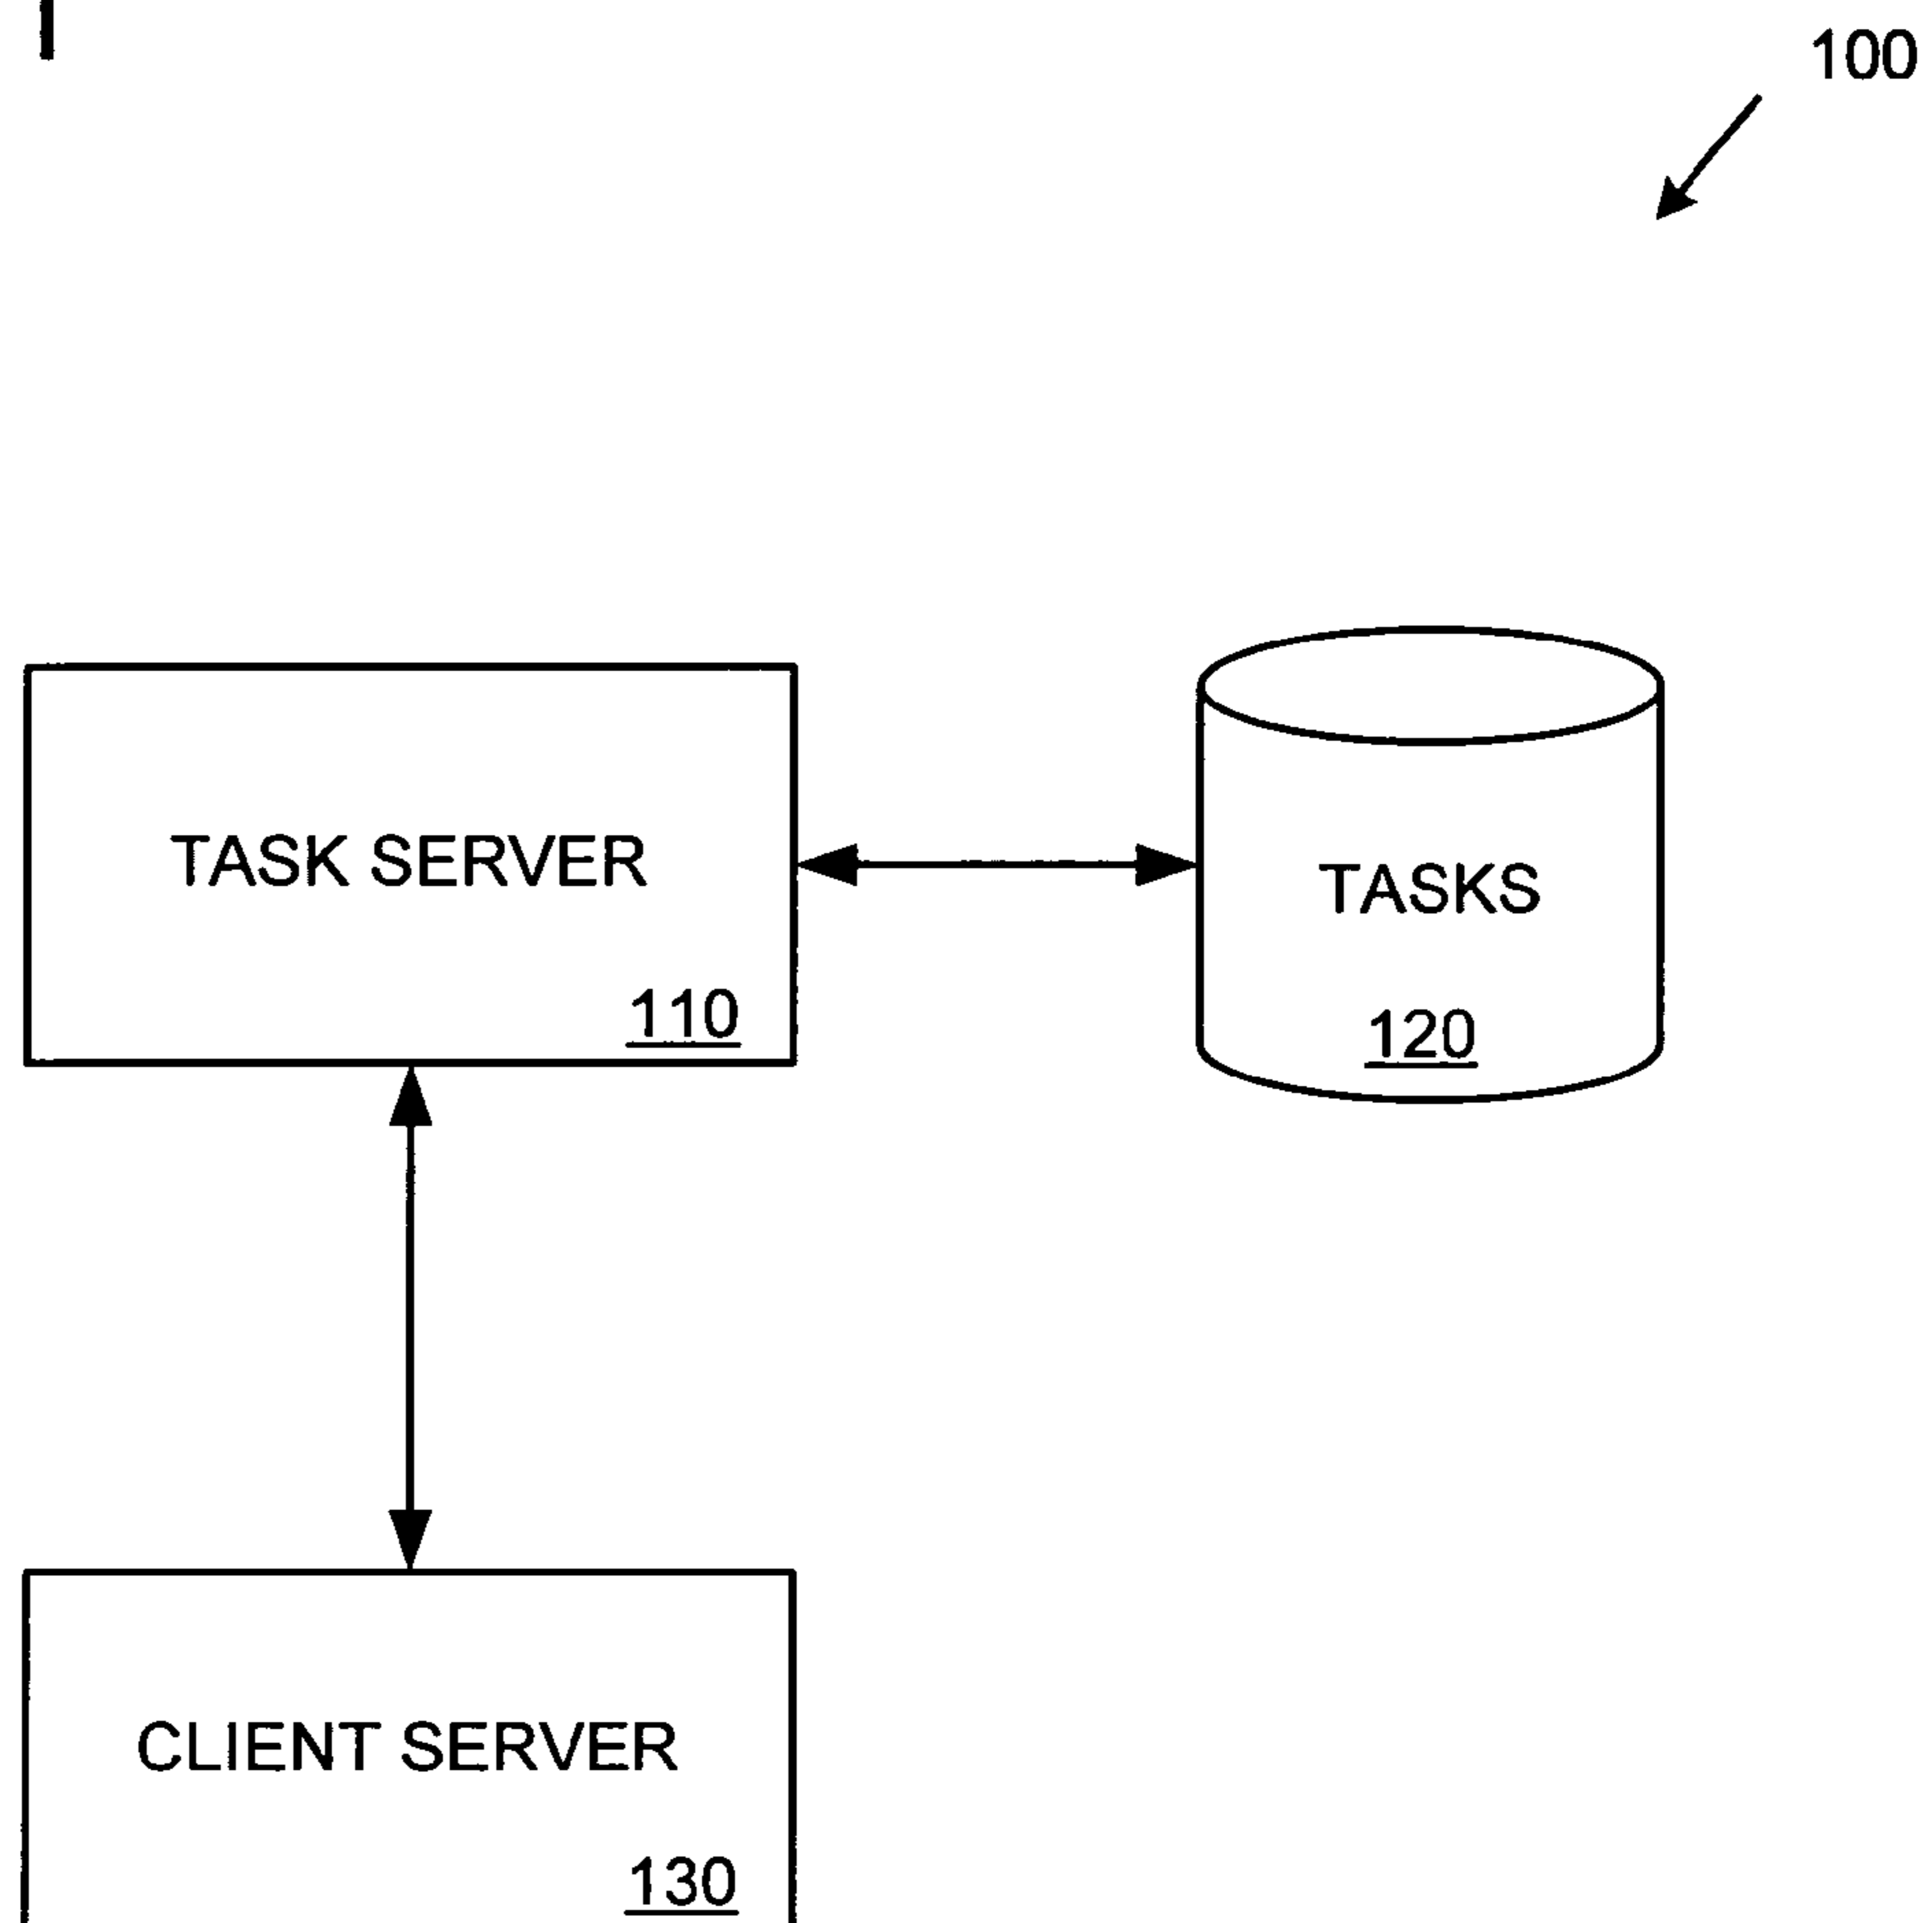 100
TASK SERVER
110
TASKS
120
CLIENT SERVER
130